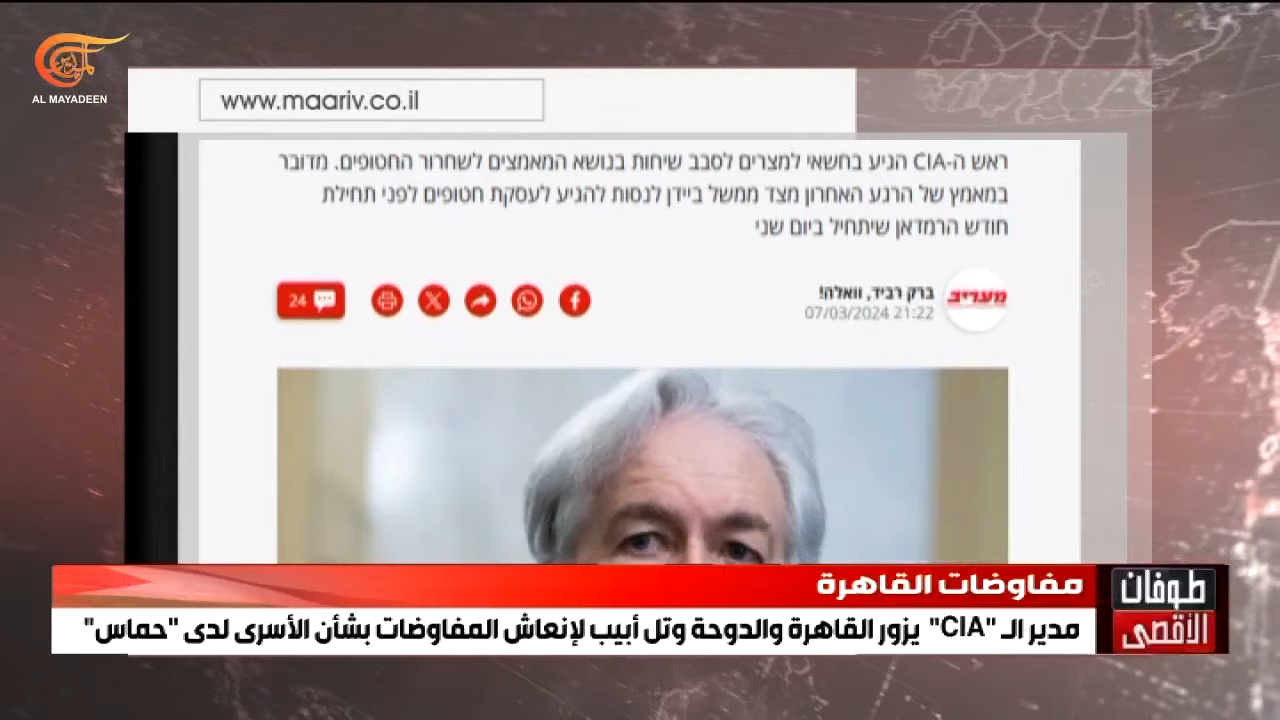 AL MAYADEEN
www.maariv.co.il
ראש ה-CIA הגיע בחשאי למצרים לסבב שיחות בנושא המאמצים לשחרור החטופים. מדובר
במאמץ של הרגע האחרון מצד ממשל ביידן לנסות להגיע לעסקת חטופים לפני תחילת
חודש הרמדאן שיתחיל ביום שני
מעריב
ברק רביד, וואלה!
07/03/2024 21:22
24
مفاوضات القاهرة
مدير الـ "CIA" يزور القاهرة والدوحة وتل أبيب لإنعاش المفاوضات بشأن الأسرى لدى "حماس"
طوفان
الأقصى